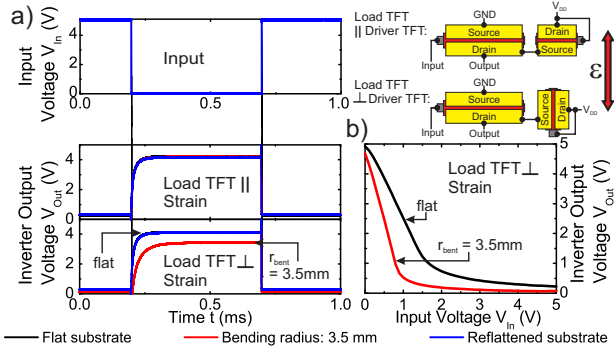 a)
Input
Voltage V_In (V)
4
2
0
Input
0.0
0.5
1.0
Load TFT
|| Driver TFT:
GND
Source
Drain
Input
Output
V_DD
Drain
Source
ε
Load TFT
⊥Driver TFT:
GND
Source
Drain
Input
Output
Source
Drain
V_DD
Inverter Output
Voltage V_Out (V)
4
2
0
Load TFT ||
Strain
4
2
0
flat
Load TFT⊥
Strain
r_bent
= 3.5mm
0.0
0.5
1.0
Time t (ms)
b)
Load TFT⊥
Strain
flat
r_bent = 3.5mm
5
4
3
2
1
0
Inverter Output
Voltage V_Out (V)
0
1
2
3
4
5
Input Voltage V_In (V)
Flat substrate
Bending radius: 3.5 mm
Reflattened substrate